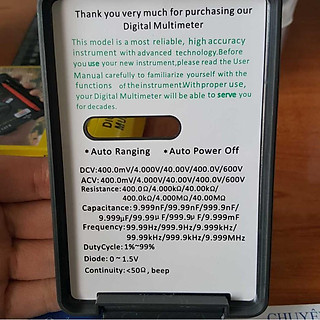 Thank you very much for purchasing our
Digital Multimeter
This model is a most reliable, high accuracy
instrument with advanced technology.Before
you use your new instrument,please read the User
Manual carefully to familiarize yourself with the
functions of the instrument.With proper use,
your Digital Multimeter will be able to serve you
for decades.
• Auto Ranging • Auto Power Off
DCV:400.0mV/4.000V/40.00V/400.0V/600V
ACV:400.0mV/4.000V/40.00V/400.0V/600V
Resistance:400.0Ω/4.000kΩ/40.00kΩ/
400.0kΩ/4.000MΩ/40.00MΩ
Capacitance:9.999nF/99.99nF/999.9nF/
9.999µF/99.99µF/999.9µF/9.999mF
Frequency:99.99Hz/999.9Hz/9.999kHz/
99.99kHz/999.9kHz/9.999MHz
DutyCycle:1%~99%
Diode:0~1.5V
Continuity:<50Ω, beep
CHUYÊ